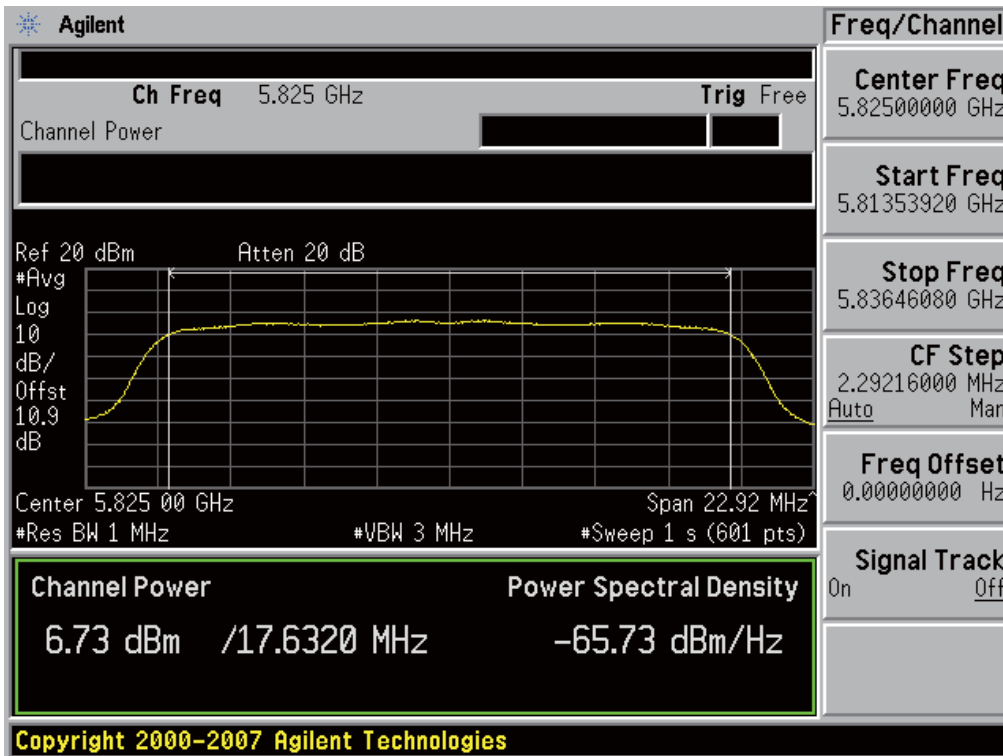 Agilent
Freq/Channel
Ch Freq 5.825 GHz Trig Free
Channel Power
Center Freq
5.82500000 GHz
Start Freq
5.81353920 GHz
Stop Freq
5.83646080 GHz
CF Step
2.29216000 MHz
Auto Man
Freq Offset
0.00000000 Hz
Signal Track
On Off
Ref 20 dBm Atten 20 dB
#Avg
Log
10
dB/
Offst
10.9
dB
Center 5.825 00 GHz Span 22.92 MHz^
#Res BW 1 MHz #VBW 3 MHz #Sweep 1 s (601 pts)
Channel Power Power Spectral Density
6.73 dBm /17.6320 MHz -65.73 dBm/Hz
Copyright 2000-2007 Agilent Technologies